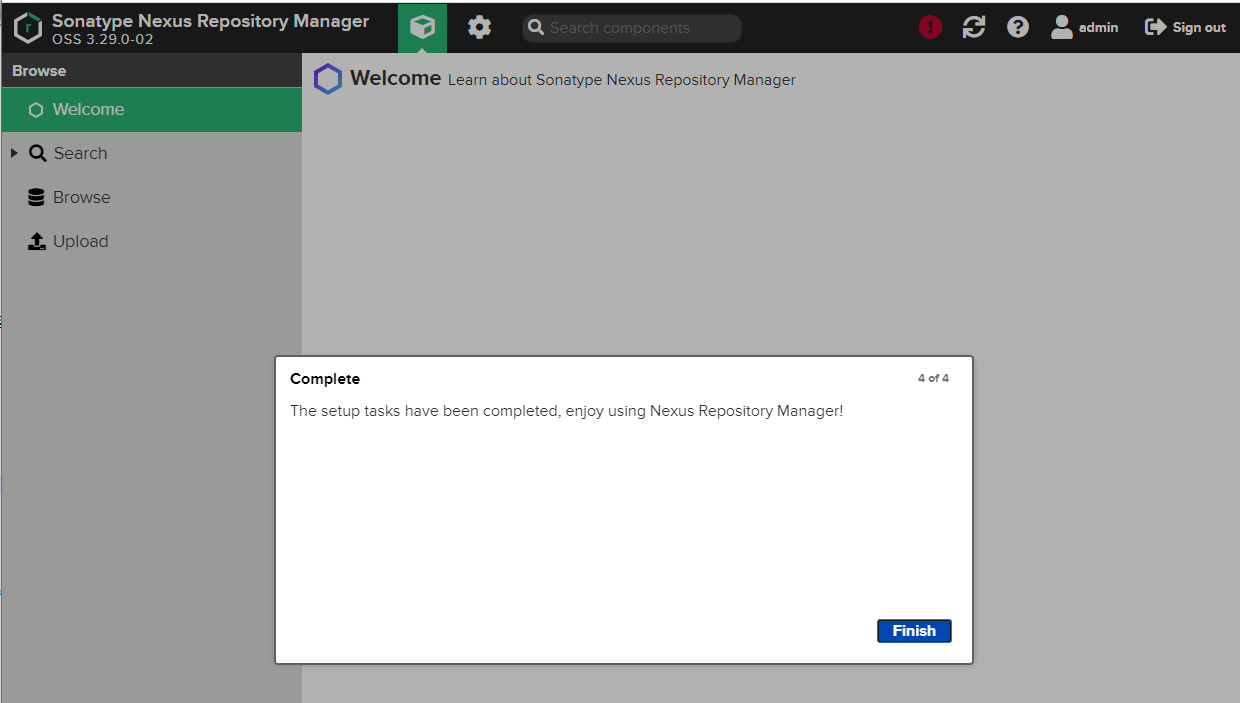 Sonatype Nexus Repository Manager
OSS 3.29.0-02
Search components
admin
Sign out
Browse
Welcome
Search
Browse
Upload
Welcome Learn about Sonatype Nexus Repository Manager
Complete
4 of 4
The setup tasks have been completed, enjoy using Nexus Repository Manager!
Finish